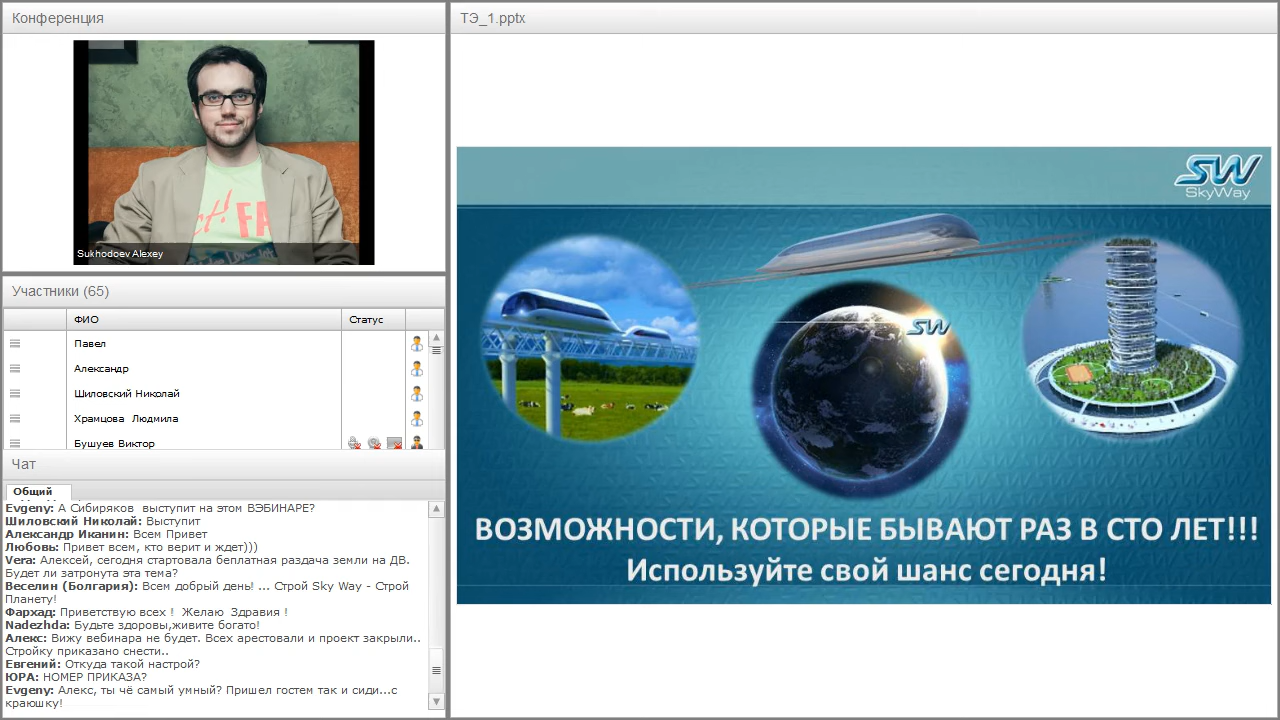 Конференция
Sukhodoev Alexey
Участники (65)
ФИО Статус
Павел
Александр
Шиловский Николай
Храмцова Людмила
Бушуев Виктор
Чат
Общий
Evgeny: А Сибиряков выступит на этом ВЭБИНАРЕ?
Шиловский Николай: Выступит
Александр Иканин: Всем Привет
Любовь: Привет всем, кто верит и ждет)))
Vera: Алексей, сегодня стартовала беплатная раздача земли на ДВ.
Будет ли затронута эта тема?
Веселин (Болгария): Всем добрый день! ... Строй Sky Way - Строй
Планету!
Фархад: Приветствую всех ! Желаю Здравия !
Nadezhda: Будьте здоровы,живите богато!
Алекс: Вижу вебинара не будет. Всех арестовали и проект закрыли..
Стройку приказано снести..
Евгений: Откуда такой настрой?
ЮРА: НОМЕР ПРИКАЗА?
Evgeny: Алекс, ты чё самый умный? Пришел гостем так и сиди...с
краюшку!
ТЭ_1.pptx
SW
SkyWay
SW
ВОЗМОЖНОСТИ, КОТОРЫЕ БЫВАЮТ РАЗ В СТО ЛЕТ!!!
Используйте свой шанс сегодня!